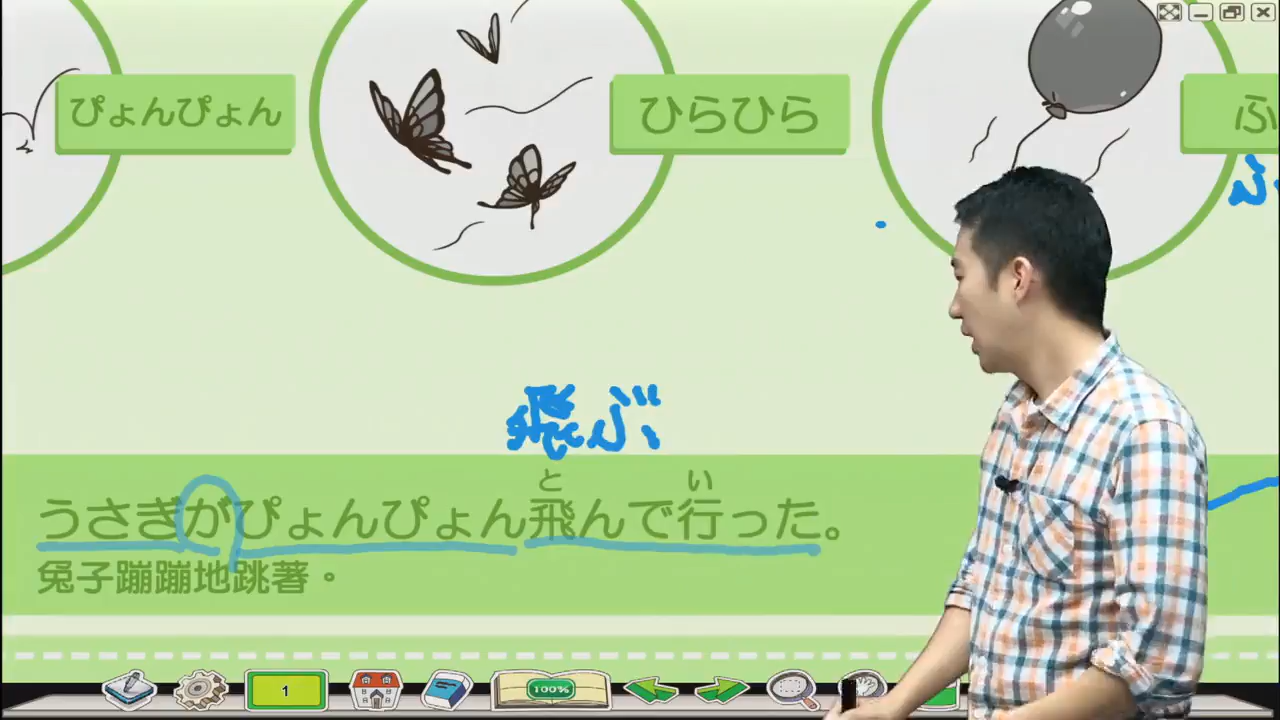 ぴょんぴょん
ひらひら
ふ
ふ
飛ぶ
と い
うさぎがぴょんぴょん飛んで行った。
兔子蹦蹦地跳著。
1
100%